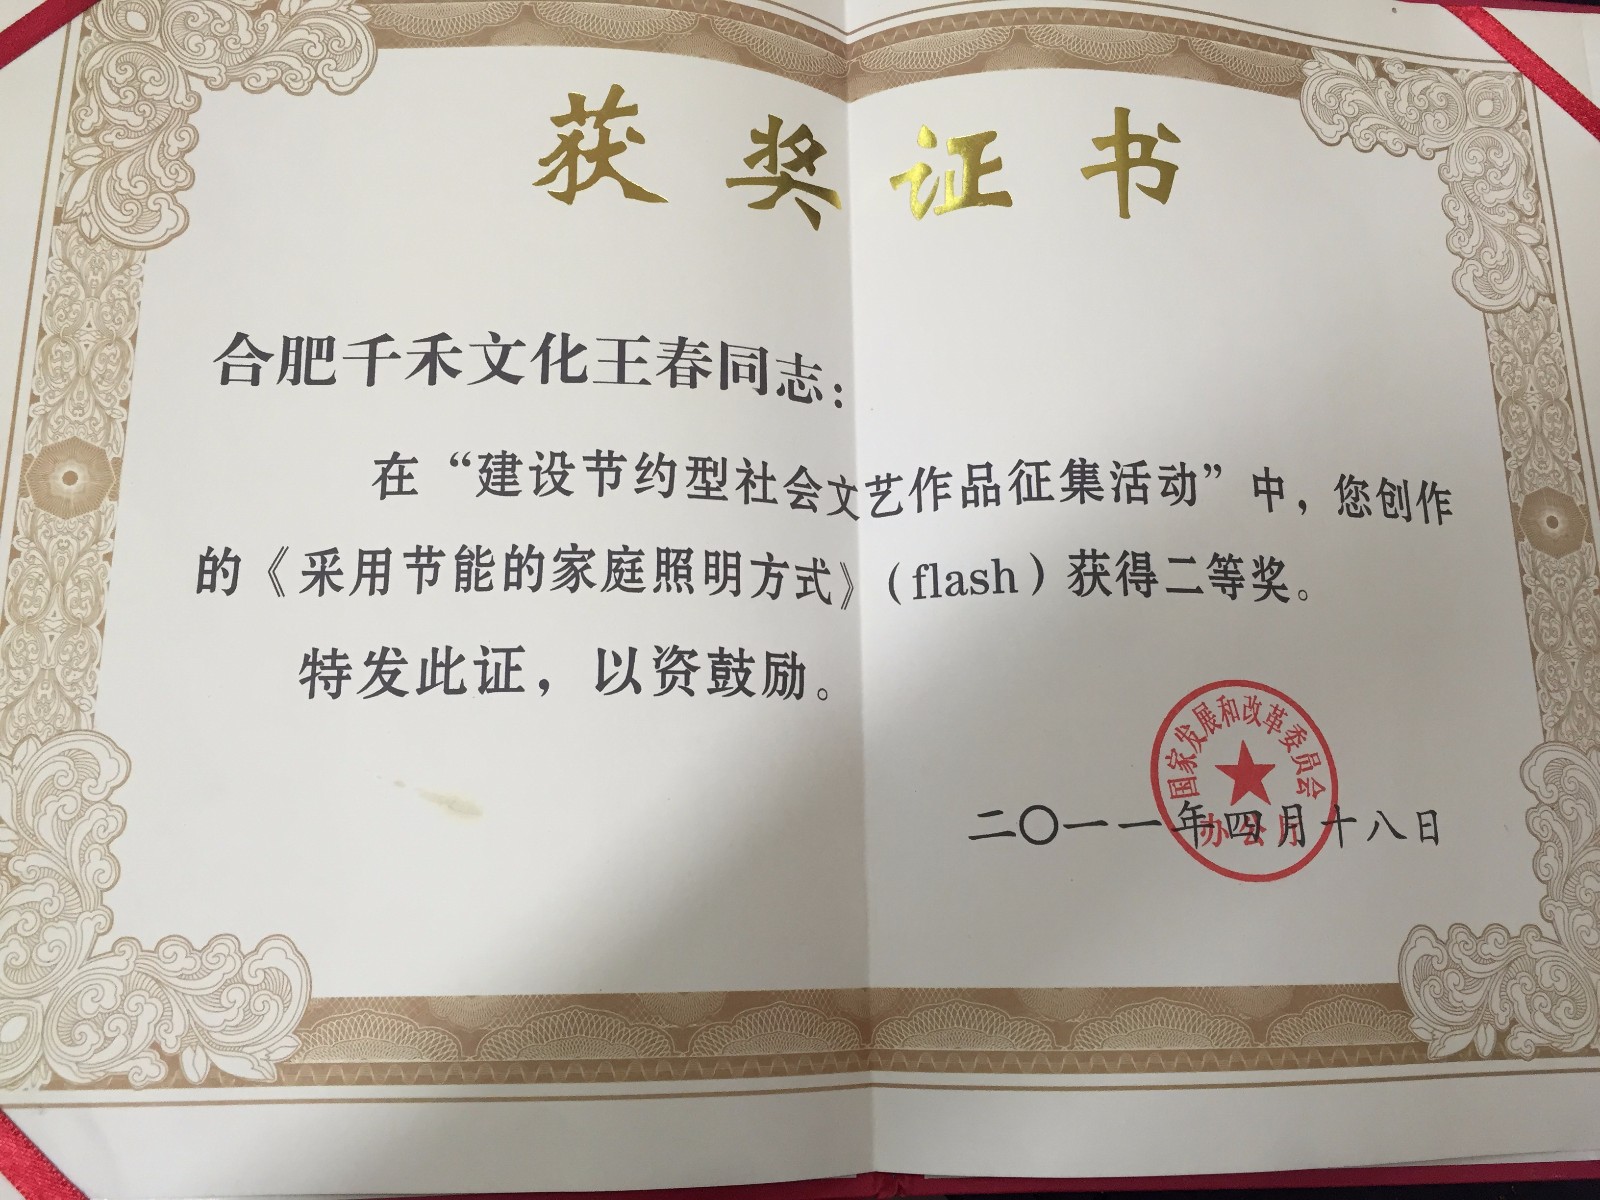 获奖证书
合肥千禾文化王春同志：
在“建设节约型社会文艺作品征集活动”中，您创作
的《采用节能的家庭照明方式》（flash）获得二等奖。
特发此证，以资鼓励。
国家发展和改革委员会
办公厅
二〇一一年四月十八日